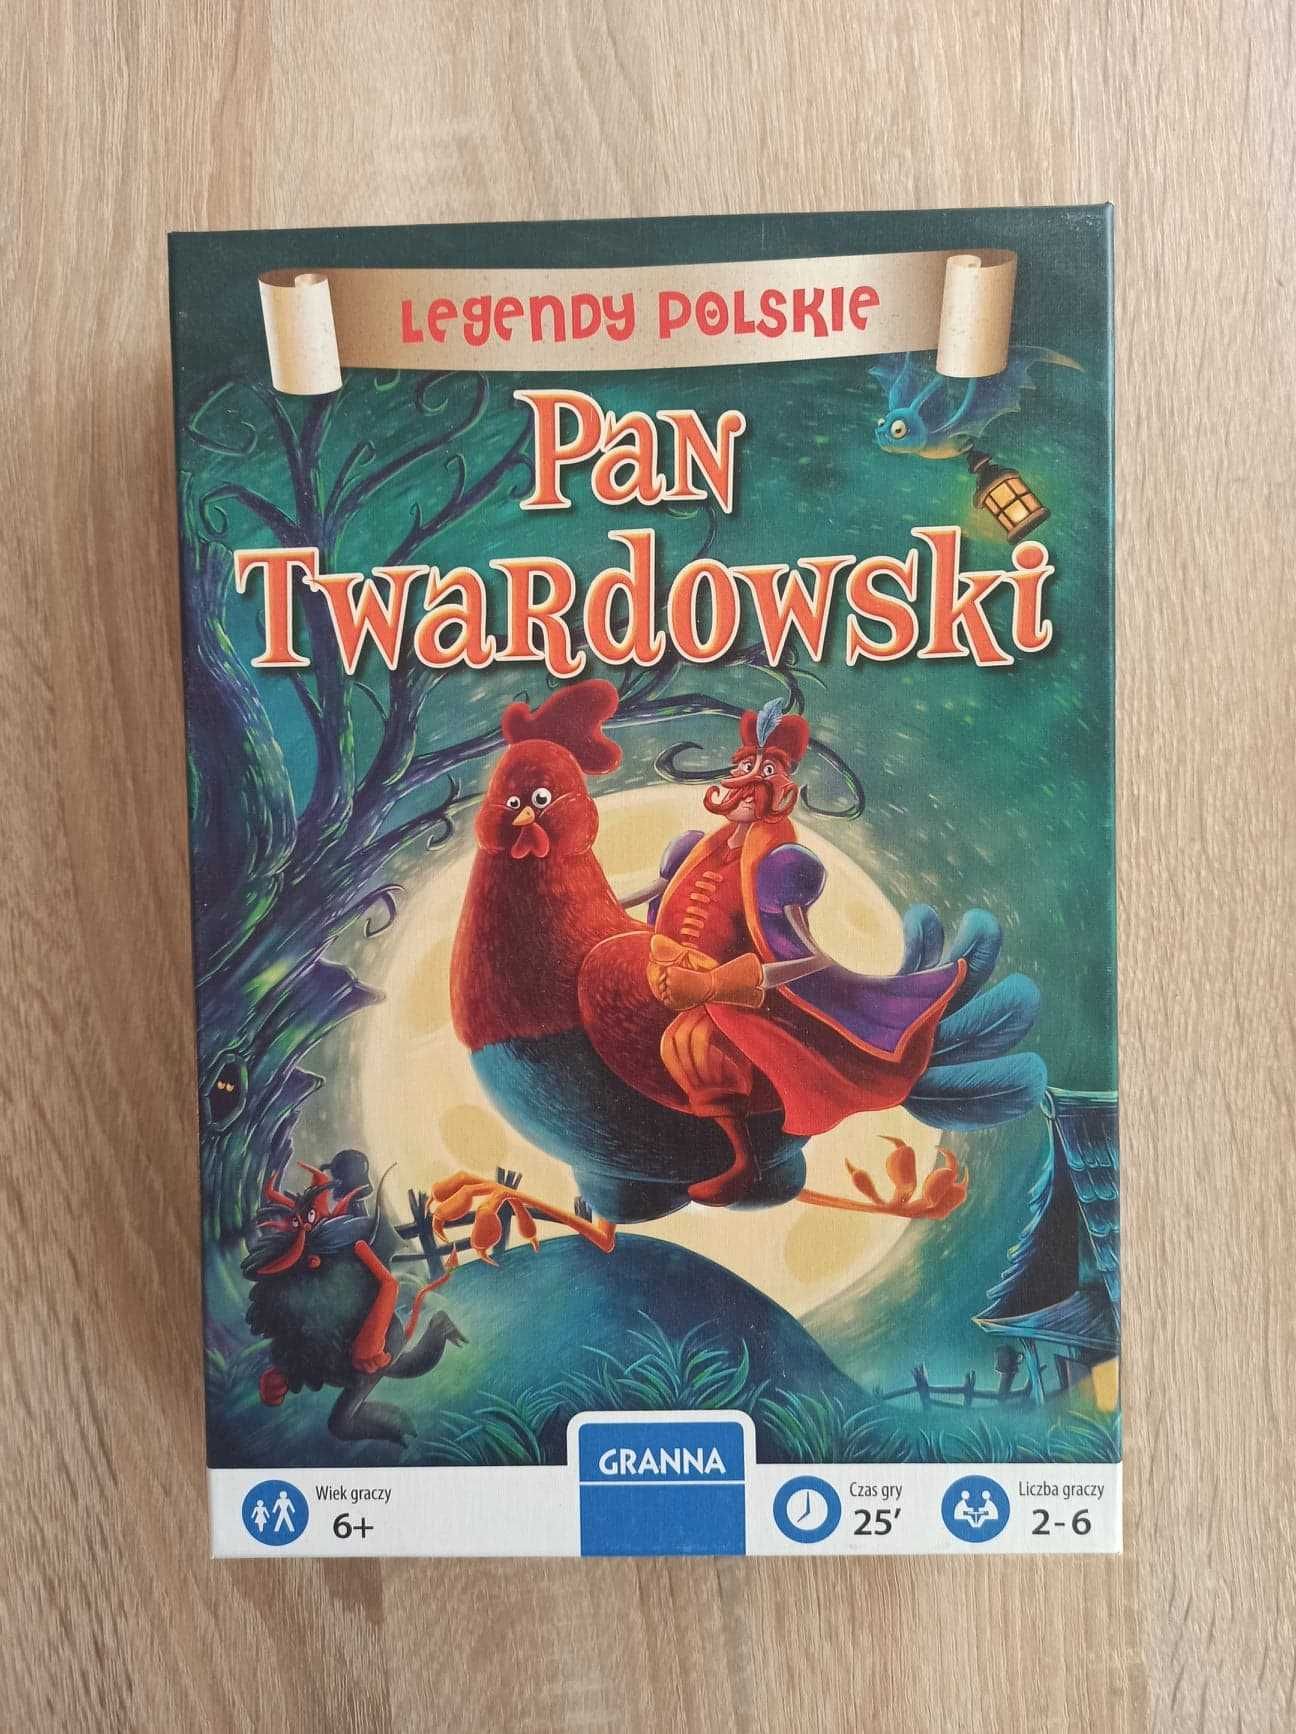 Legendy Polskie
Pan
Twardowski
GRANNA
Wiek graczy
6+
Czas gry
25’
Liczba graczy
2-6